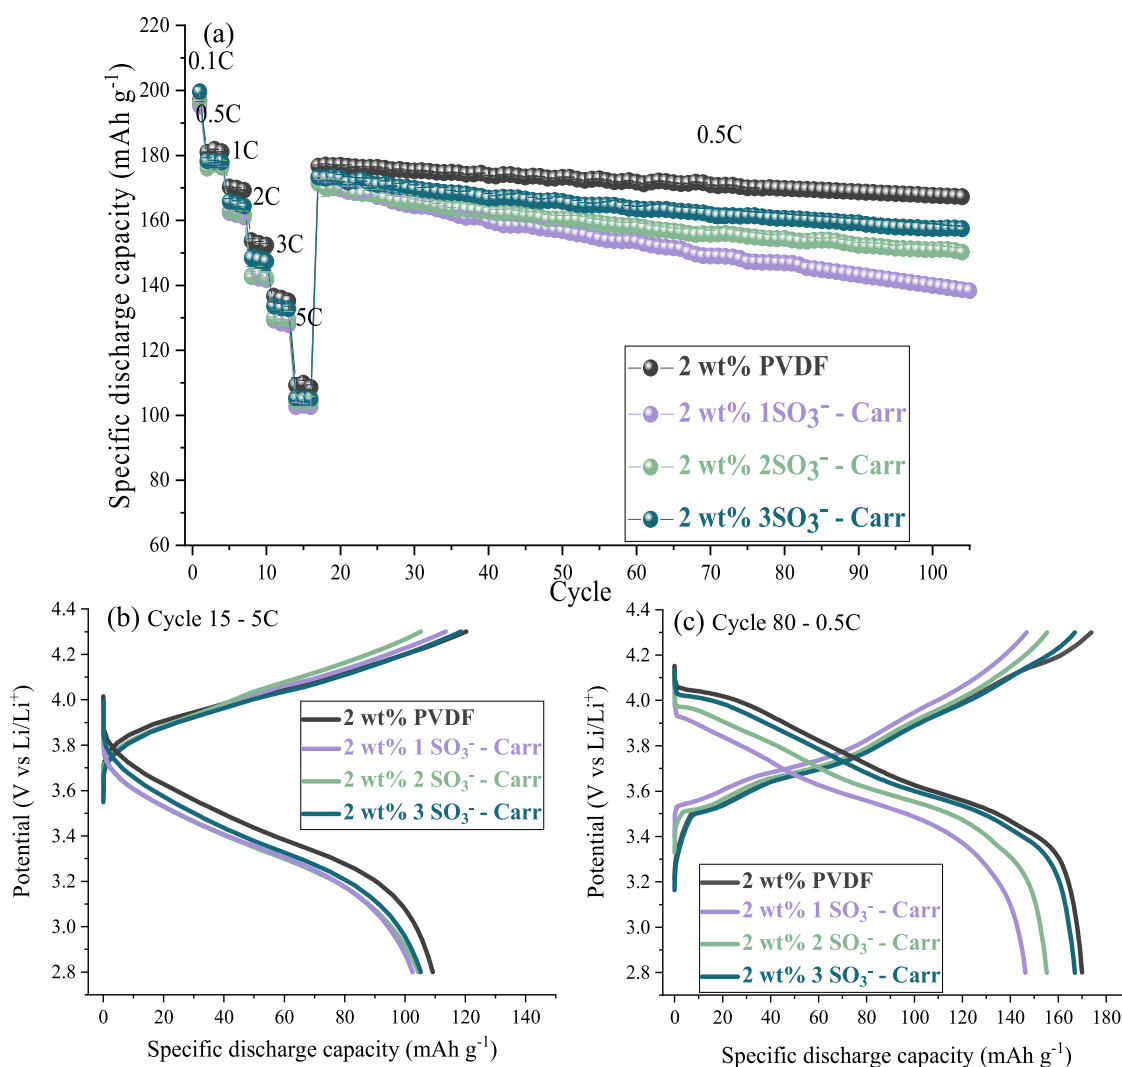 (a)
220
200
180
160
140
120
100
80
60
Specific discharge capacity (mAh g⁻¹)
0.1C
0.5C
1C
2C
3C
5C
0.5C
2 wt% PVDF
2 wt% 1SO₃⁻ - Carr
2 wt% 2SO₃⁻ - Carr
2 wt% 3SO₃⁻ - Carr
0 10 20 30 40 50 60 70 80 90 100
Cycle
(b) Cycle 15 - 5C
4.4
4.2
4.0
3.8
3.6
3.4
3.2
3.0
2.8
Potential (V vs Li/Li⁺)
2 wt% PVDF
2 wt% 1 SO₃⁻ - Carr
2 wt% 2 SO₃⁻ - Carr
2 wt% 3 SO₃⁻ - Carr
0 20 40 60 80 100 120 140
Specific discharge capacity (mAh g⁻¹)
(c) Cycle 80 - 0.5C
4.4
4.2
4.0
3.8
3.6
3.4
3.2
3.0
2.8
Potential (V vs Li/Li⁺)
2 wt% PVDF
2 wt% 1 SO₃⁻ - Carr
2 wt% 2 SO₃⁻ - Carr
2 wt% 3 SO₃⁻ - Carr
0 20 40 60 80 100 120 140 160 180
Specific discharge capacity (mAh g⁻¹)